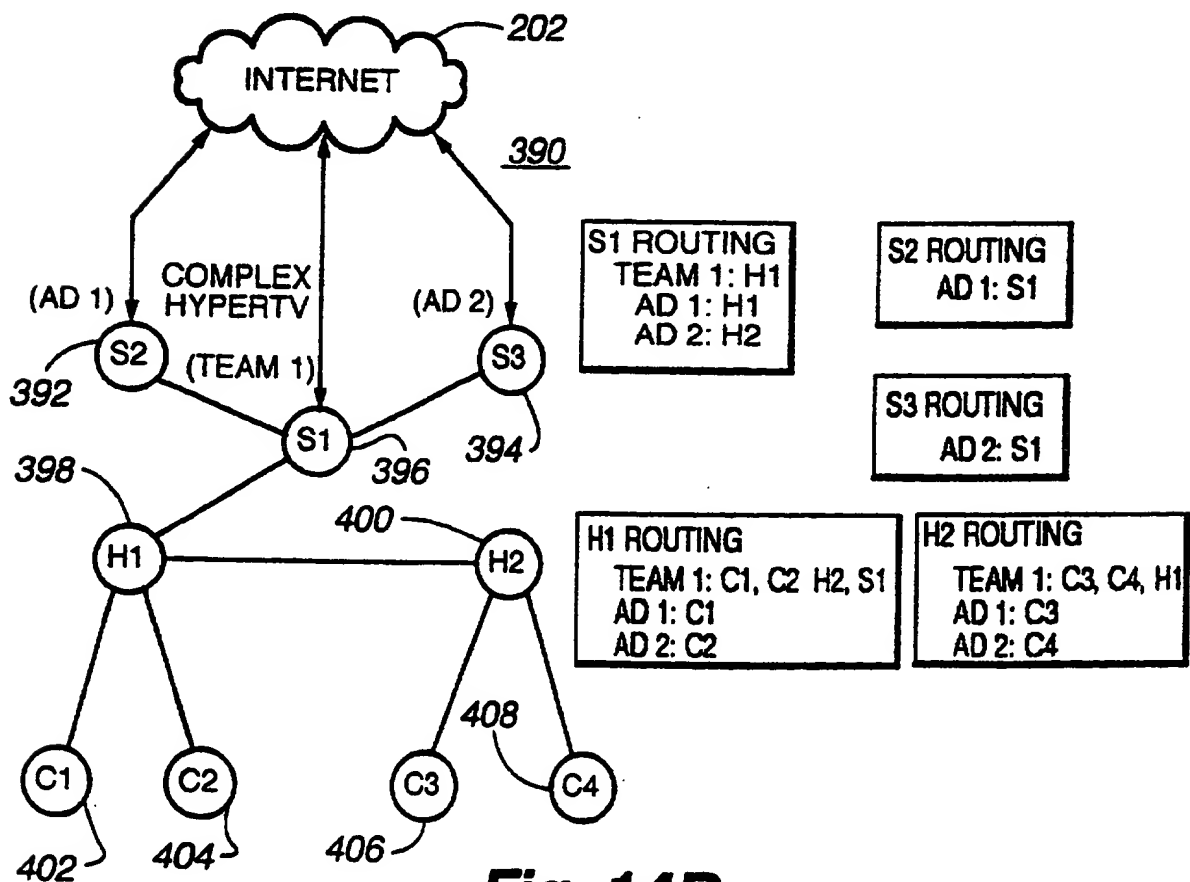 202
INTERNET
390
COMPLEX
HYPERTV
(AD 1)
(AD 2)
(TEAM 1)
S2
S3
S1
392
394
396
398
400
H1
H2
C1
C2
C3
C4
402
404
406
408
S1 ROUTING
TEAM 1: H1
AD 1: H1
AD 2: H2
S2 ROUTING
AD 1: S1
S3 ROUTING
AD 2: S1
H1 ROUTING
TEAM 1: C1, C2 H2, S1
AD 1: C1
AD 2: C2
H2 ROUTING
TEAM 1: C3, C4, H1
AD 1: C3
AD 2: C4